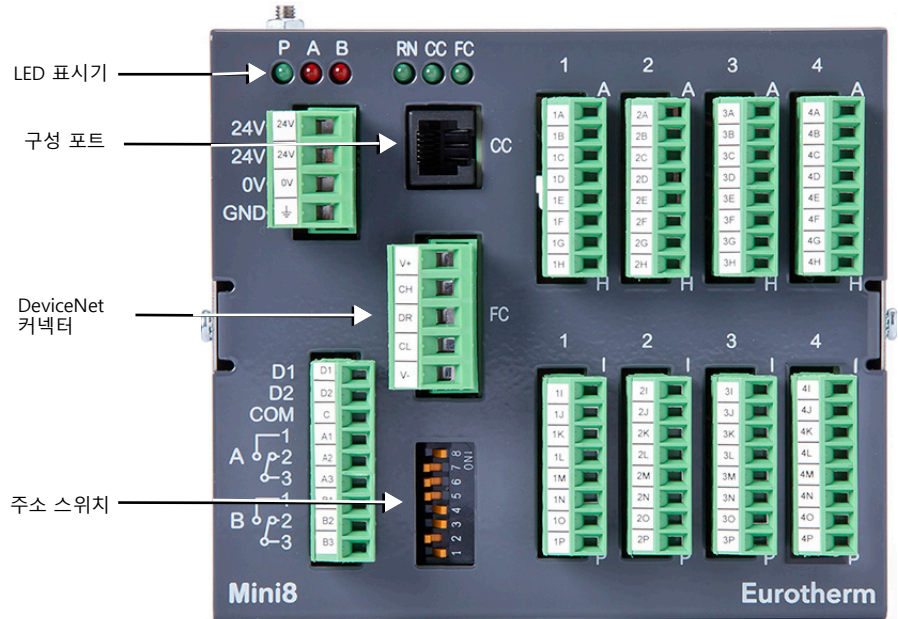 P A B
RN CC FC
LED 표시기
24V
24V
0V
GND
24V
24V
0V
구성 포트
CC
1 2 3 4
A A A A
1A
1B
1C
1D
1E
1F
1G
1H
2A
2B
2C
2D
2E
2F
2G
2H
3A
3B
3C
3D
3E
3F
3G
3H
4A
4B
4C
4D
4E
4F
4G
4H
H H H H
DeviceNet
커넥터
V+
CH
DR
CL
V-
FC
D1
D2
COM
A
1
2
3
B
1
2
3
D1
D2
C
A1
A2
A3
B1
B2
B3
주소 스위치
1 2 3 4 5 6 7 8
NO
1 2 3 4
I I I I
1I
1J
1K
1L
1M
1N
1O
1P
2I
2J
2K
2L
2M
2N
2O
2P
3I
3J
3K
3L
3M
3N
3O
3P
4I
4J
4K
4L
4M
4N
4O
4P
P P P P
Mini8
Eurotherm